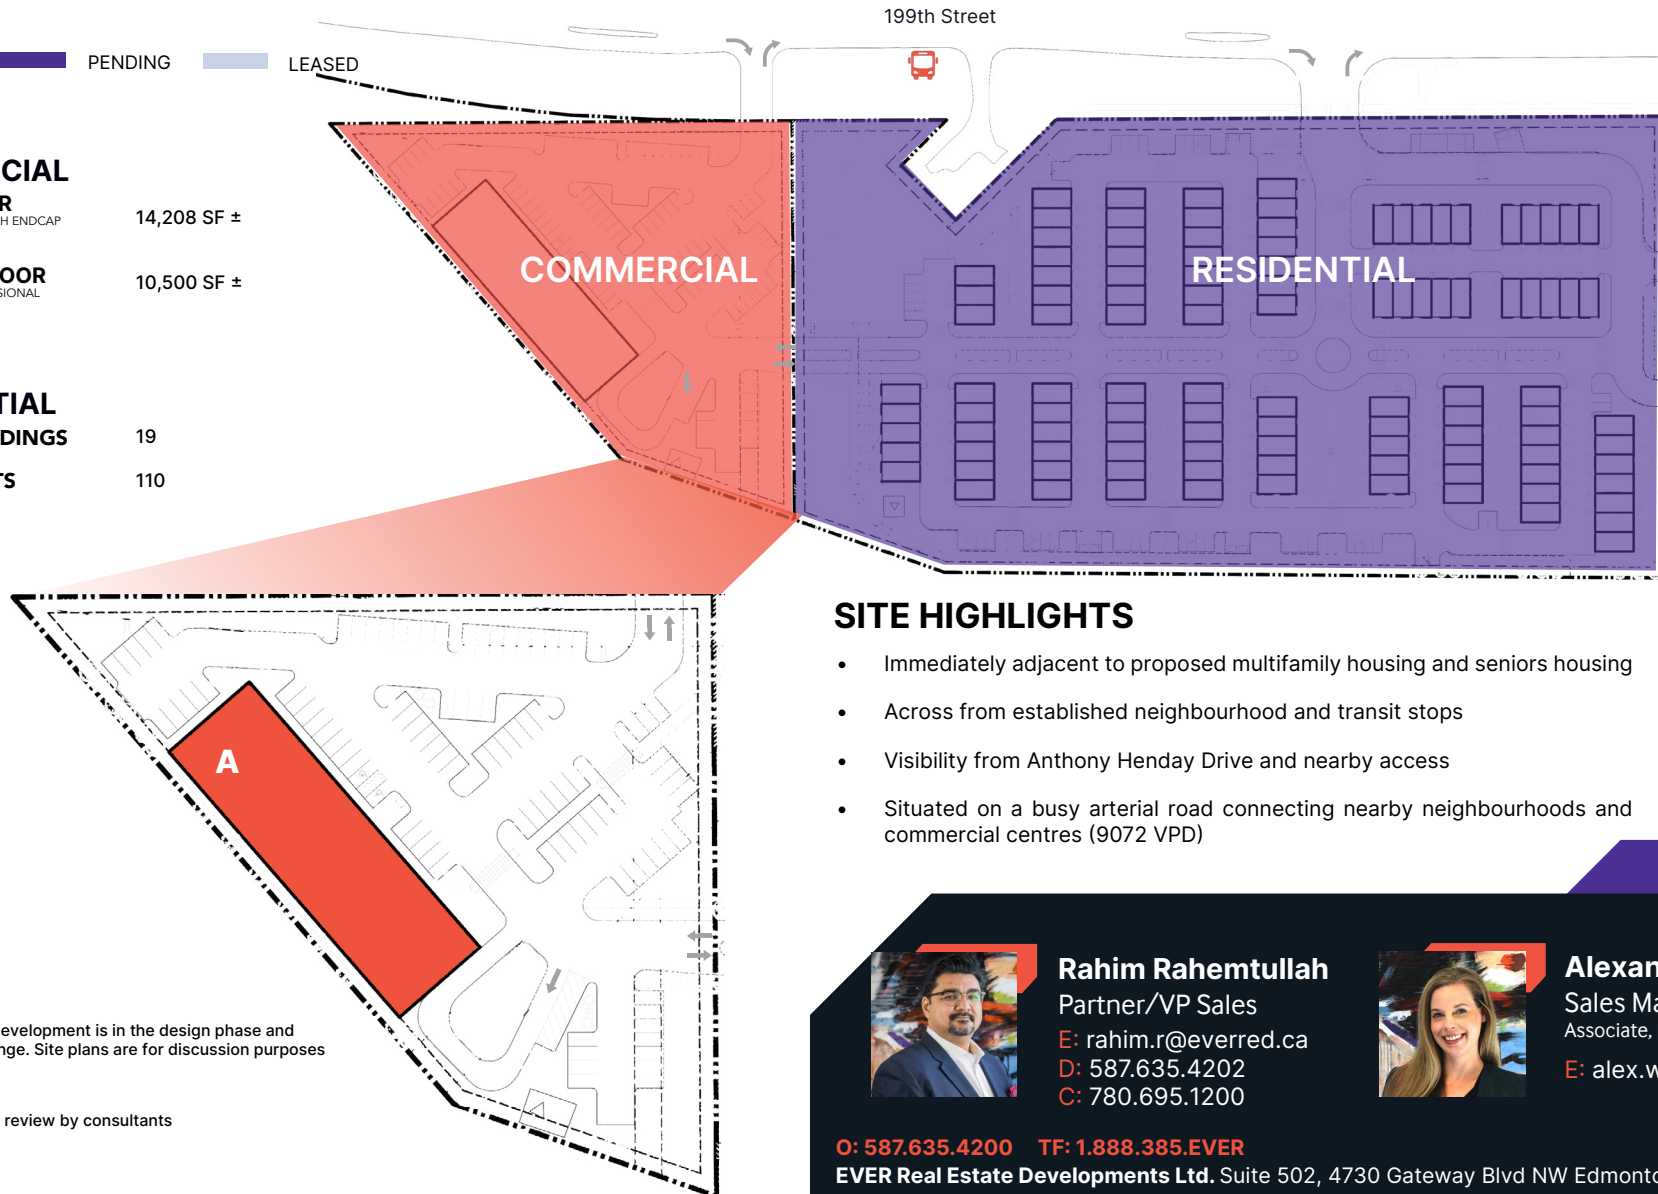 199th Street
PENDING
LEASED
CIAL
R
H ENDCAP
14,208 SF ±
OOR
SIONAL
10,500 SF ±
TIAL
DINGS
19
TS
110
COMMERCIAL
RESIDENTIAL
A
SITE HIGHLIGHTS
• Immediately adjacent to proposed multifamily housing and seniors housing
• Across from established neighbourhood and transit stops
• Visibility from Anthony Henday Drive and nearby access
• Situated on a busy arterial road connecting nearby neighbourhoods and
commercial centres (9072 VPD)
evelopment is in the design phase and
nge. Site plans are for discussion purposes
review by consultants
Rahim Rahemtullah
Partner/VP Sales
E: rahim.r@everred.ca
D: 587.635.4202
C: 780.695.1200
Alexan
Sales Ma
Associate,
E: alex.w
O: 587.635.4200 TF: 1.888.385.EVER
EVER Real Estate Developments Ltd. Suite 502, 4730 Gateway Blvd NW Edmonto